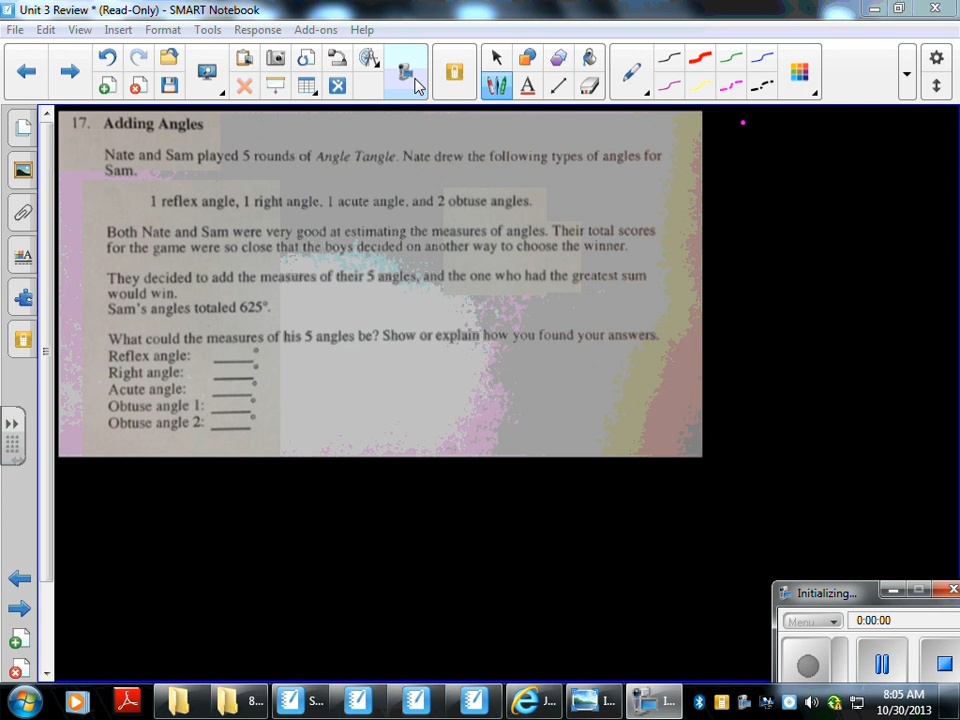 Unit 3 Review * (Read-Only) - SMART Notebook
File Edit View Insert Format Tools Response Add-ons Help
17. Adding Angles
Nate and Sam played 5 rounds of Angle Tangle. Nate drew the following types of angles for
Sam.
1 reflex angle, 1 right angle, 1 acute angle, and 2 obtuse angles.
Both Nate and Sam were very good at estimating the measures of angles. Their total scores
for the game were so close that the boys decided on another way to choose the winner.
They decided to add the measures of their 5 angles, and the one who had the greatest sum
would win.
Sam's angles totaled 625°.
What could the measures of his 5 angles be? Show or explain how you found your answers.
Reflex angle: ____°
Right angle: ____°
Acute angle: ____°
Obtuse angle 1: ____°
Obtuse angle 2: ____°
Initializing...
Menu 0:00:00
8... S... J... I... I... 8:05 AM
10/30/2013